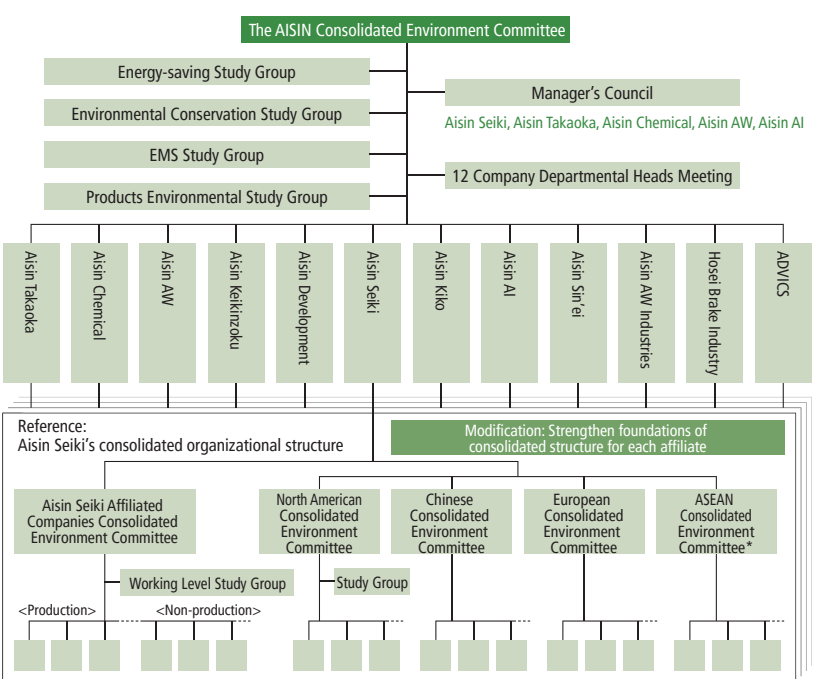 The AISIN Consolidated Environment Committee
Energy-saving Study Group
Manager's Council
Environmental Conservation Study Group
Aisin Seiki, Aisin Takaoka, Aisin Chemical, Aisin AW, Aisin AI
EMS Study Group
12 Company Departmental Heads Meeting
Products Environmental Study Group
Aisin Takaoka
Aisin Chemical
Aisin AW
Aisin Keikinzoku
Aisin Development
Aisin Seiki
Aisin Kiko
Aisin AI
Aisin Sin'ei
Aisin AW Industries
Hosei Brake Industry
ADVICS
Reference:
Aisin Seiki's consolidated organizational structure
Modification: Strengthen foundations of
consolidated structure for each affiliate
Aisin Seiki Affiliated
Companies Consolidated
Environment Committee
North American
Consolidated
Environment
Committee
Chinese
Consolidated
Environment
Committee
European
Consolidated
Environment
Committee
ASEAN
Consolidated
Environment
Committee*
Working Level Study Group
Study Group
<Production>
<Non-production>